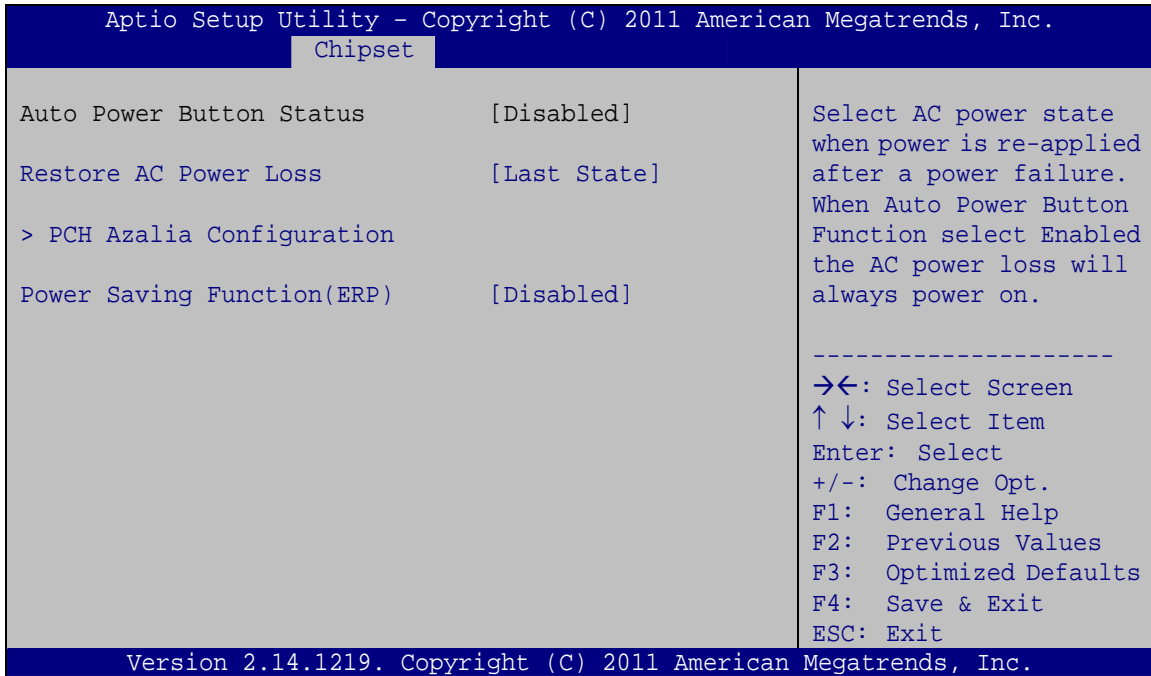 Aptio Setup Utility – Copyright (C) 2011 American Megatrends, Inc.
Chipset
Auto Power Button Status [Disabled]
Restore AC Power Loss [Last State]
> PCH Azalia Configuration
Power Saving Function(ERP) [Disabled]
Select AC power state
when power is re-applied
after a power failure.
When Auto Power Button
Function select Enabled
the AC power loss will
always power on.
---------------------
→←: Select Screen
↑ ↓: Select Item
Enter: Select
+/-: Change Opt.
F1: General Help
F2: Previous Values
F3: Optimized Defaults
F4: Save & Exit
ESC: Exit
Version 2.14.1219. Copyright (C) 2011 American Megatrends, Inc.